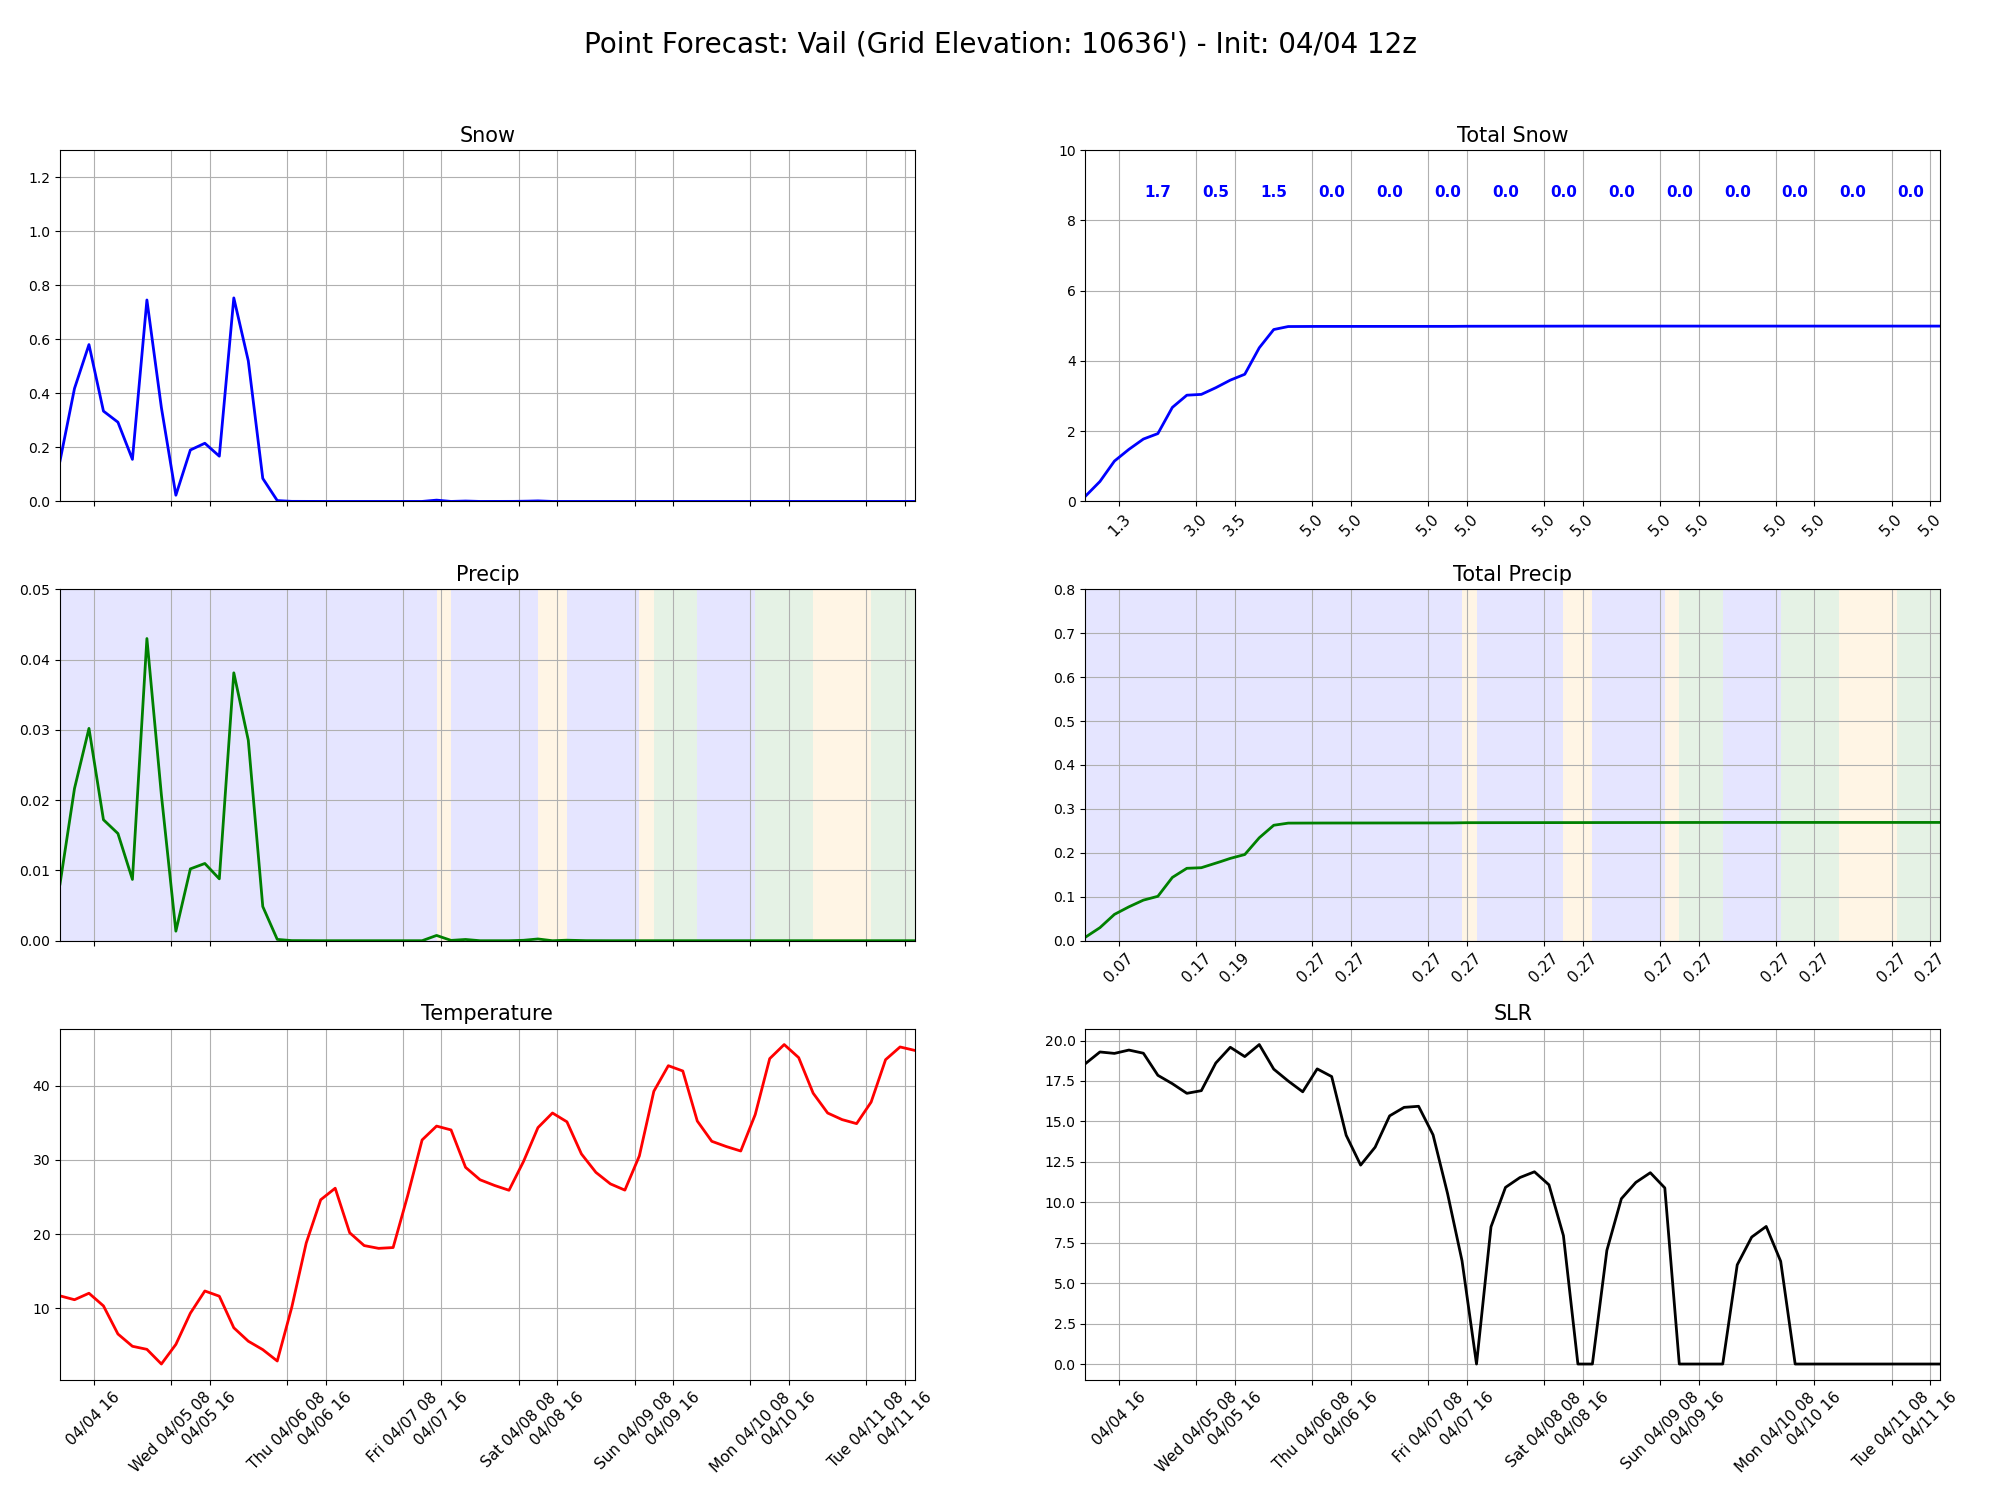 Point Forecast: Vail (Grid Elevation: 10636') - Init: 04/04 12z
Snow
1.2
1.0
0.8
0.6
0.4
0.2
0.0
Total Snow
10
8
6
4
2
0
1.7 0.5 1.5 0.0 0.0 0.0 0.0 0.0 0.0 0.0 0.0 0.0 0.0 0.0
1.3 3.0 3.5 5.0 5.0 5.0 5.0 5.0 5.0 5.0 5.0 5.0 5.0 5.0 5.0
Precip
0.05
0.04
0.03
0.02
0.01
0.00
Total Precip
0.8
0.7
0.6
0.5
0.4
0.3
0.2
0.1
0.0
0.07 0.17 0.19 0.27 0.27 0.27 0.27 0.27 0.27 0.27 0.27 0.27 0.27 0.27 0.27
Temperature
40
30
20
10
04/04 16
Wed 04/05 08
04/05 16
Thu 04/06 08
04/06 16
Fri 04/07 08
04/07 16
Sat 04/08 08
04/08 16
Sun 04/09 08
04/09 16
Mon 04/10 08
04/10 16
Tue 04/11 08
04/11 16
SLR
20.0
17.5
15.0
12.5
10.0
7.5
5.0
2.5
0.0
04/04 16
Wed 04/05 08
04/05 16
Thu 04/06 08
04/06 16
Fri 04/07 08
04/07 16
Sat 04/08 08
04/08 16
Sun 04/09 08
04/09 16
Mon 04/10 08
04/10 16
Tue 04/11 08
04/11 16